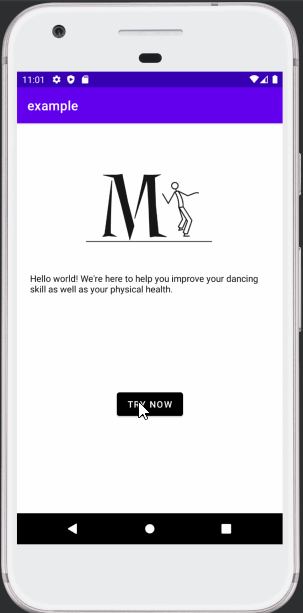 11:01
example
M
Hello world! We're here to help you improve your dancing
skill as well as your physical health.
TRY NOW